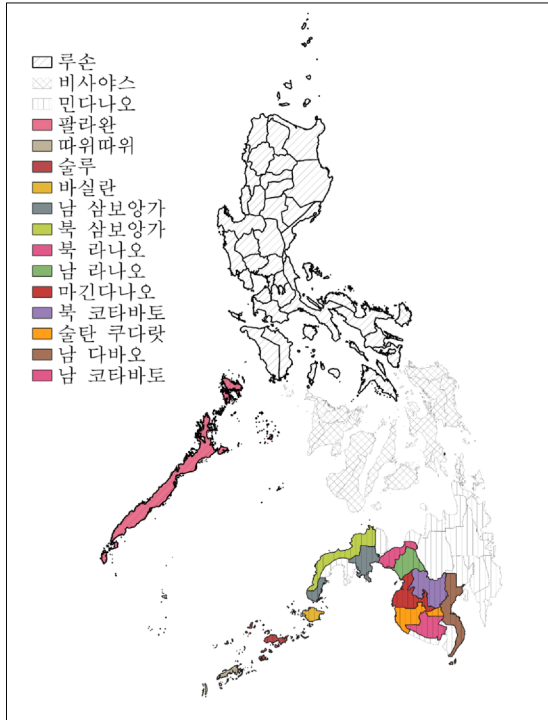 루손
비사야스
민다나오
팔라완
따위따위
술루
바실란
남 삼보앙가
북 삼보앙가
북 라나오
남 라나오
마긴다나오
북 코타바토
술탄 쿠다랏
남 다바오
남 코타바토